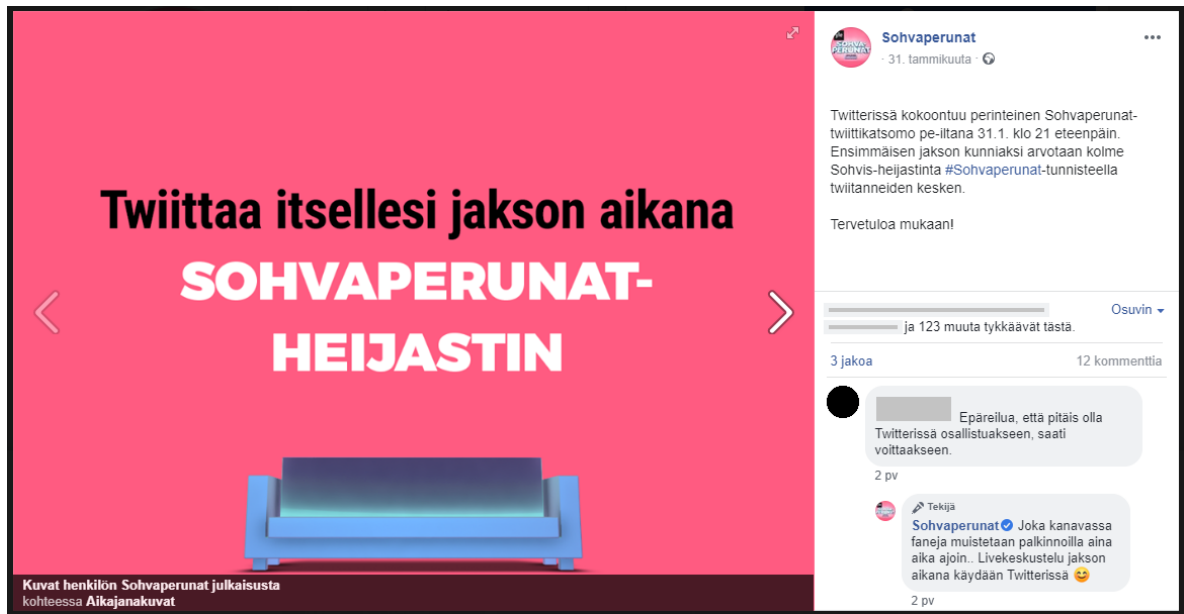 Twiittaa itsellesi jakson aikana
SOHVAPERUNAT-
HEIJASTIN
Kuvat henkilön Sohvaperunat julkaisusta
kohteessa Aikajanakuvat
SOHVA-
PERUNAT
Sohvaperunat
· 31. tammikuuta ·
Twitterissä kokoontuu perinteinen Sohvaperunat-
twiittikatsomo pe-iltana 31.1. klo 21 eteenpäin.
Ensimmäisen jakson kunniaksi arvotaan kolme
Sohvis-heijastinta #Sohvaperunat-tunnisteella
twiitanneiden kesken.
Tervetuloa mukaan!
Osuvin
ja 123 muuta tykkäävät tästä.
3 jakoa
12 kommenttia
Epäreilua, että pitäis olla
Twitterissä osallistuakseen, saati
voittaakseen.
2 pv
Tekijä
Sohvaperunat Joka kanavassa
faneja muistetaan palkinnoilla aina
aika ajoin.. Livekeskustelu jakson
aikana käydään Twitterissä 😊
2 pv